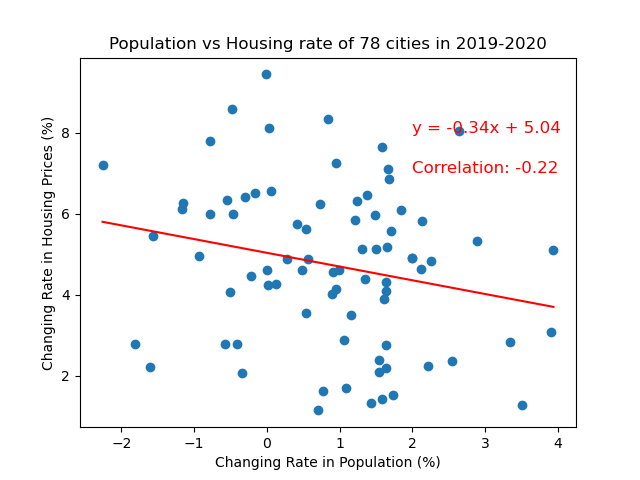 Population vs Housing rate of 78 cities in 2019-2020
Changing Rate in Housing Prices (%)
8
6
4
2
y = -0.34x + 5.04
Correlation: -0.22
−2 −1 0 1 2 3 4
Changing Rate in Population (%)